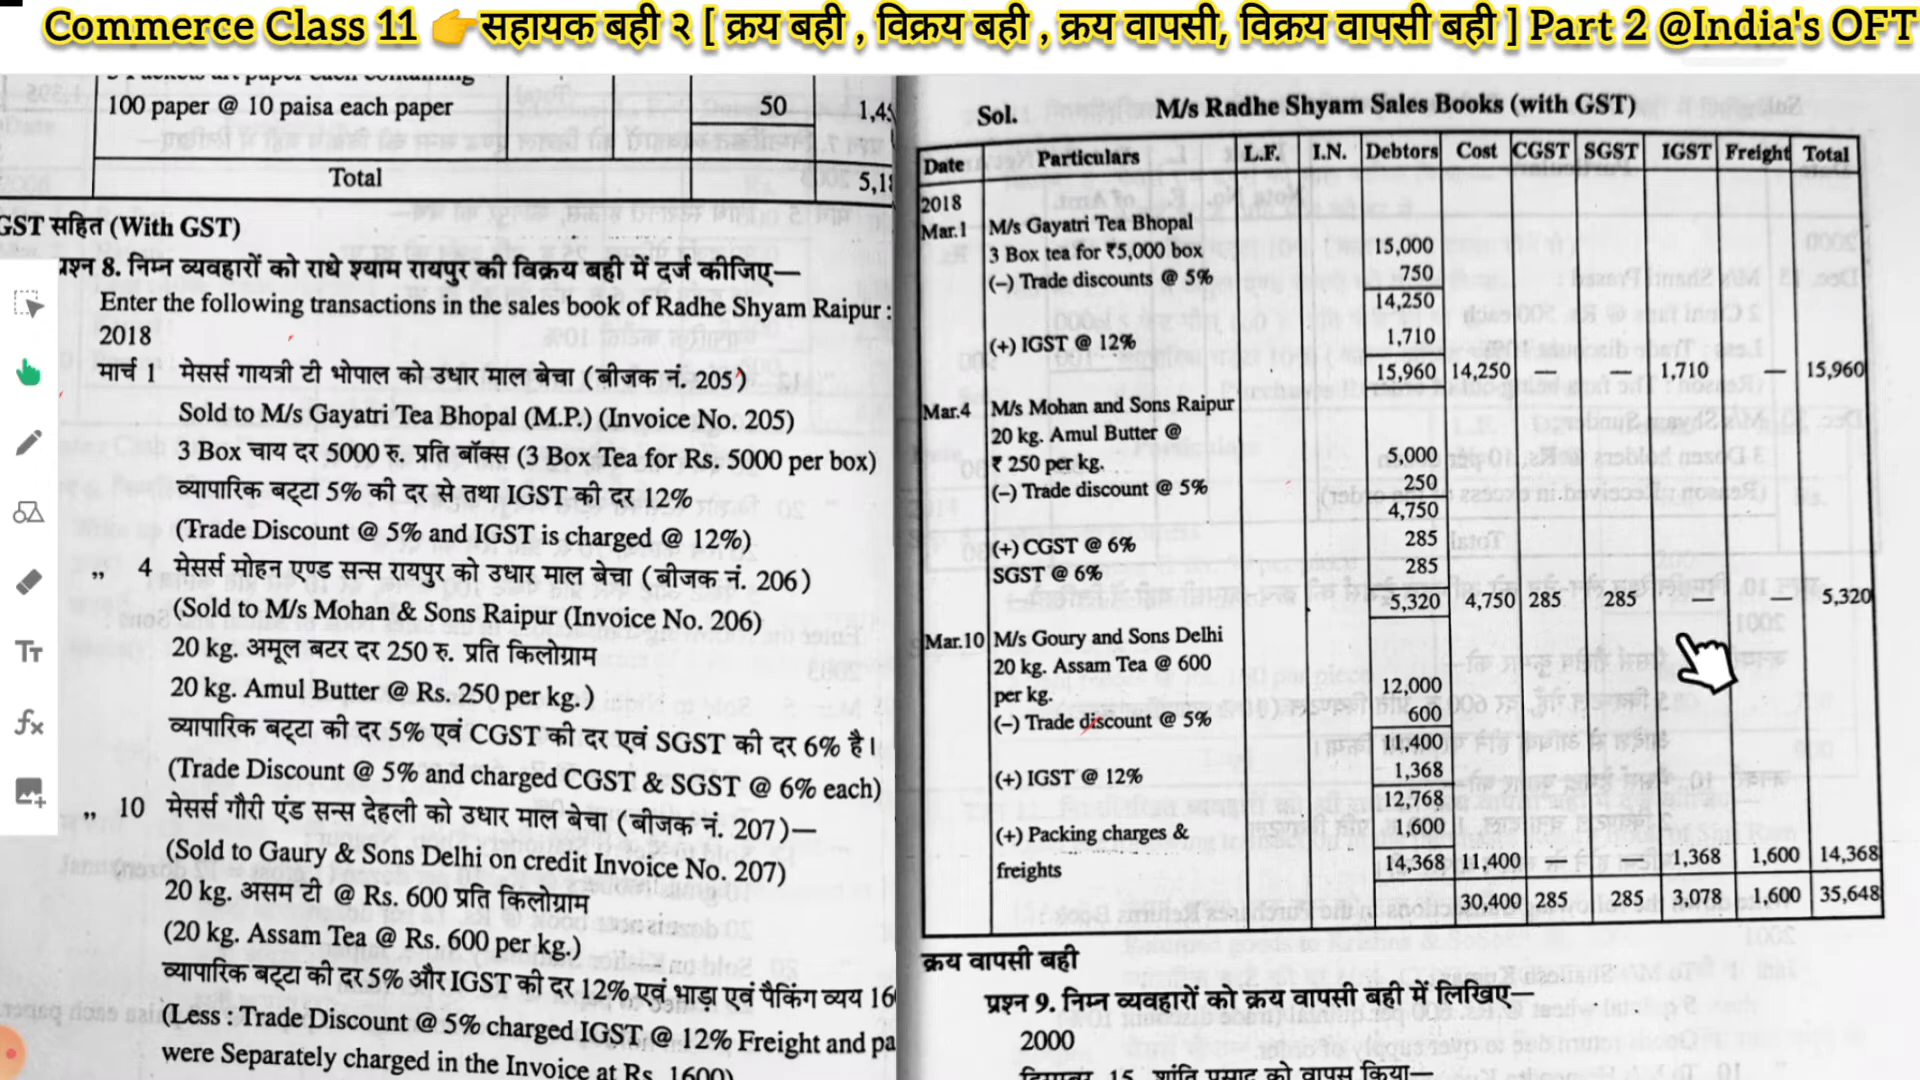 Commerce Class 11 👉सहायक बही २ [ क्रय बही , विक्रय बही , क्रय वापसी, विक्रय वापसी बही ] Part 2 @India's OFT
100 paper @ 10 paisa each paper 50
Total
GST सहित (With GST)
प्रश्न 8. निम्न व्यवहारों को राधे श्याम रायपुर की विक्रय बही में दर्ज कीजिए—
Enter the following transactions in the sales book of Radhe Shyam Raipur :
2018
मार्च 1 मेसर्स गायत्री टी भोपाल को उधार माल बेचा (बीजक नं. 205)
Sold to M/s Gayatri Tea Bhopal (M.P.) (Invoice No. 205)
3 Box चाय दर 5000 रु. प्रति बॉक्स (3 Box Tea for Rs. 5000 per box)
व्यापारिक बट्टा 5% की दर से तथा IGST की दर 12%
(Trade Discount @ 5% and IGST is charged @ 12%)
,, 4 मेसर्स मोहन एण्ड सन्स रायपुर को उधार माल बेचा (बीजक नं. 206)
(Sold to M/s Mohan & Sons Raipur (Invoice No. 206)
20 kg. अमूल बटर दर 250 रु. प्रति किलोग्राम
20 kg. Amul Butter @ Rs. 250 per kg.)
व्यापारिक बट्टा की दर 5% एवं CGST की दर एवं SGST की दर 6% है।
(Trade Discount @ 5% and charged CGST & SGST @ 6% each)
,, 10 मेसर्स गौरी एंड सन्स देहली को उधार माल बेचा (बीजक नं. 207)—
(Sold to Gaury & Sons Delhi on credit Invoice No. 207)
20 kg. असम टी @ Rs. 600 प्रति किलोग्राम
(20 kg. Assam Tea @ Rs. 600 per kg.)
व्यापारिक बट्टा की दर 5% और IGST की दर 12% एवं भाड़ा एवं पैकिंग व्यय
(Less : Trade Discount @ 5% charged IGST @ 12% Freight and
were Separately charged in the Invoice at Rs. 1600)
Sol. M/s Radhe Shyam Sales Books (with GST)
Date Particulars L.F. I.N. Debtors Cost CGST SGST IGST Freight Total
2018
Mar.1 M/s Gayatri Tea Bhopal
3 Box tea for ₹5,000 box 15,000
(–) Trade discounts @ 5% 750
14,250
(+) IGST @ 12% 1,710
15,960 14,250 — — 1,710 — 15,960
Mar.4 M/s Mohan and Sons Raipur
20 kg. Amul Butter @
₹ 250 per kg. 5,000
(–) Trade discount @ 5% 250
4,750
(+) CGST @ 6% 285
SGST @ 6% 285
5,320 4,750 285 285 — — 5,320
Mar.10 M/s Goury and Sons Delhi
20 kg. Assam Tea @ 600
per kg. 12,000
(–) Trade discount @ 5% 600
11,400
(+) IGST @ 12% 1,368
12,768
(+) Packing charges & 1,600
freights 14,368 11,400 1,368 1,600 14,368
30,400 285 285 3,078 1,600 35,648
क्रय वापसी बही
प्रश्न 9. निम्न व्यवहारों को क्रय वापसी बही में लिखिए—
2000
दिसम्बर 15 शांति प्रसाद को वापस किया—